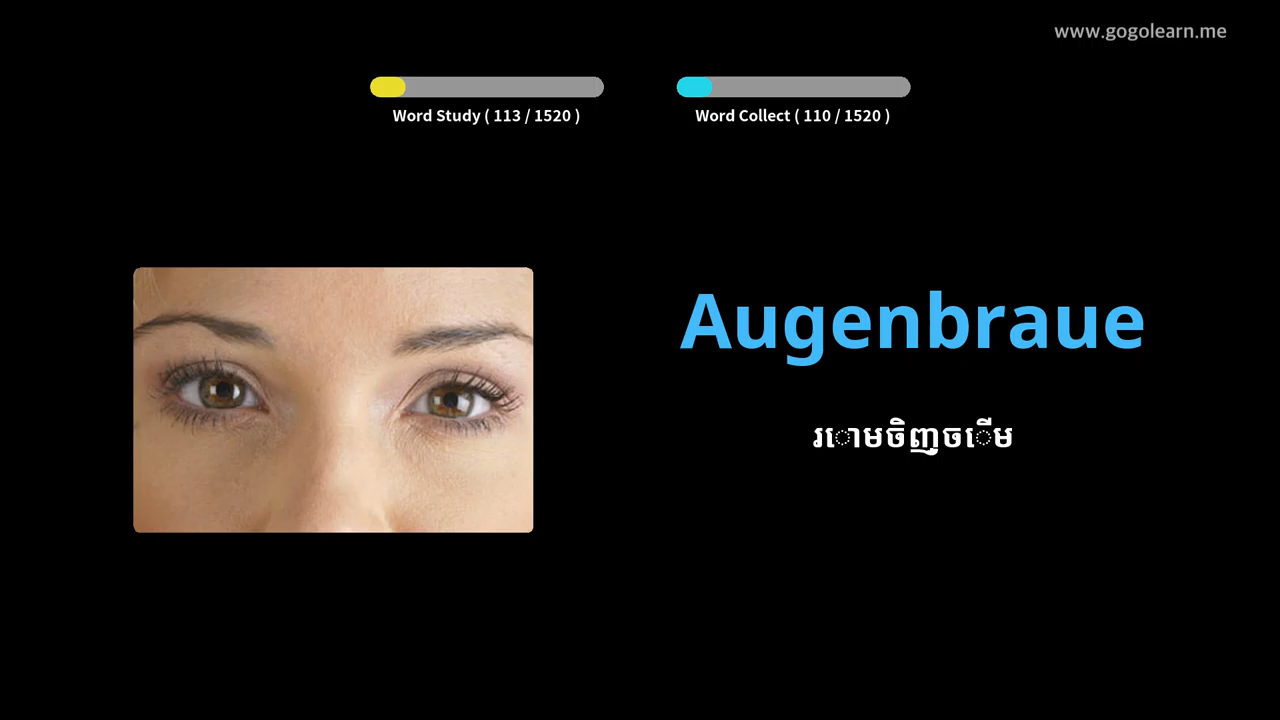 www.gogolearn.me
Word Study ( 113 / 1520 )
Word Collect ( 110 / 1520 )
Augenbraue
រោមចិញ្ចើម